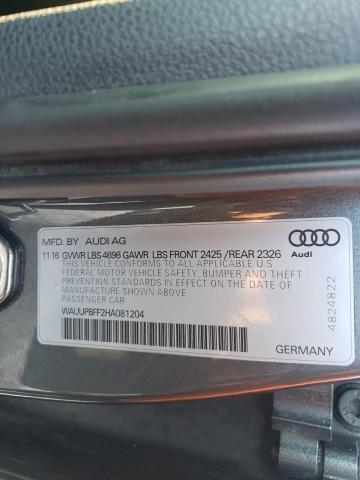 MFD. BY AUDI AG
11 16 GVWR LBS 4696 GAWR LBS FRONT 2425 / REAR 2326
THIS VEHICLE CONFORMS TO ALL APPLICABLE U S
FEDERAL MOTOR VEHICLE SAFETY, BUMPER AND THEFT
PREVENTION STANDARDS IN EFFECT ON THE DATE OF
MANUFACTURE SHOWN ABOVE.
PASSENGER CAR
WAUUPBFF2HA081204
GERMANY
Audi
4824822